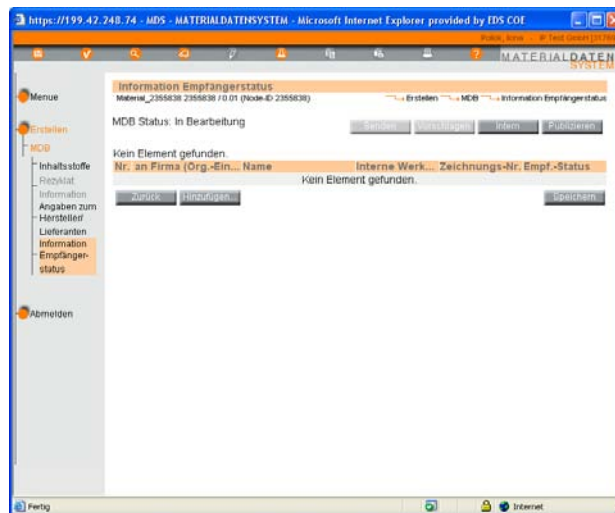 https://199.42.248.74 - MDS - MATERIALDATENSYSTEM - Microsoft Internet Explorer provided by EDS COE
MATERIALDATEN
SYSTEM
Menue
Erstellen
MDB
Inhaltsstoffe
Rezyklat
Information
Angaben zum
Hersteller/
Lieferanten
Information
Empfänger-
status
Abmelden
Information Empfängerstatus
Material_2355838 2355838 / 0.01 (Node-ID 2355838)
Erstellen MDB Information Empfängerstatus
MDB Status: In Bearbeitung
Senden Vorschlagen Intern Publizieren
Kein Element gefunden.
Nr. an Firma (Org.-Ein... Name Interne Werk... Zeichnungs-Nr. Empf.-Status
Kein Element gefunden.
Zurück Hinzufügen... Speichern
Fertig Internet